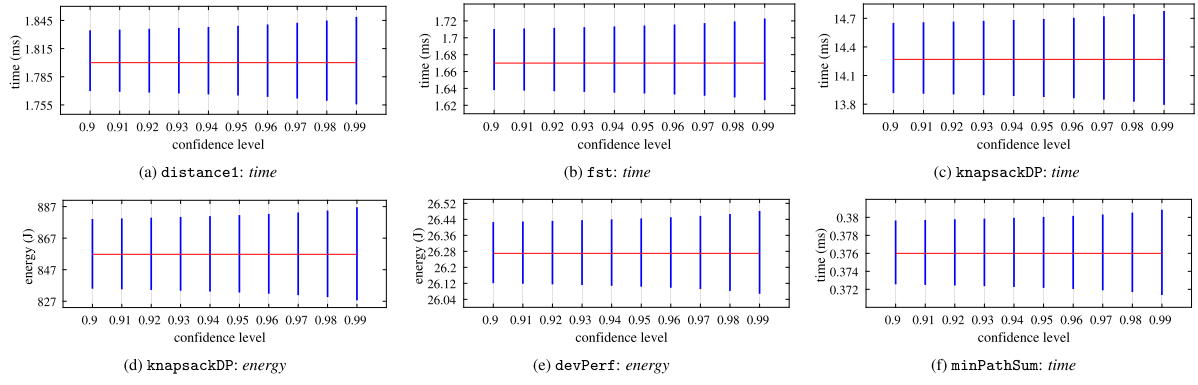 1.845
1.815
1.785
1.755
time (ms)
0.9 0.91 0.92 0.93 0.94 0.95 0.96 0.97 0.98 0.99
confidence level
(a) distance1: time
1.72
1.7
1.68
1.66
1.64
1.62
time (ms)
0.9 0.91 0.92 0.93 0.94 0.95 0.96 0.97 0.98 0.99
confidence level
(b) fst: time
14.7
14.4
14.1
13.8
time (ms)
0.9 0.91 0.92 0.93 0.94 0.95 0.96 0.97 0.98 0.99
confidence level
(c) knapsackDP: time
887
867
847
827
energy (J)
0.9 0.91 0.92 0.93 0.94 0.95 0.96 0.97 0.98 0.99
confidence level
(d) knapsackDP: energy
26.52
26.44
26.36
26.28
26.2
26.12
26.04
energy (J)
0.9 0.91 0.92 0.93 0.94 0.95 0.96 0.97 0.98 0.99
confidence level
(e) devPerf: energy
0.38
0.378
0.376
0.374
0.372
time (ms)
0.9 0.91 0.92 0.93 0.94 0.95 0.96 0.97 0.98 0.99
confidence level
(f) minPathSum: time